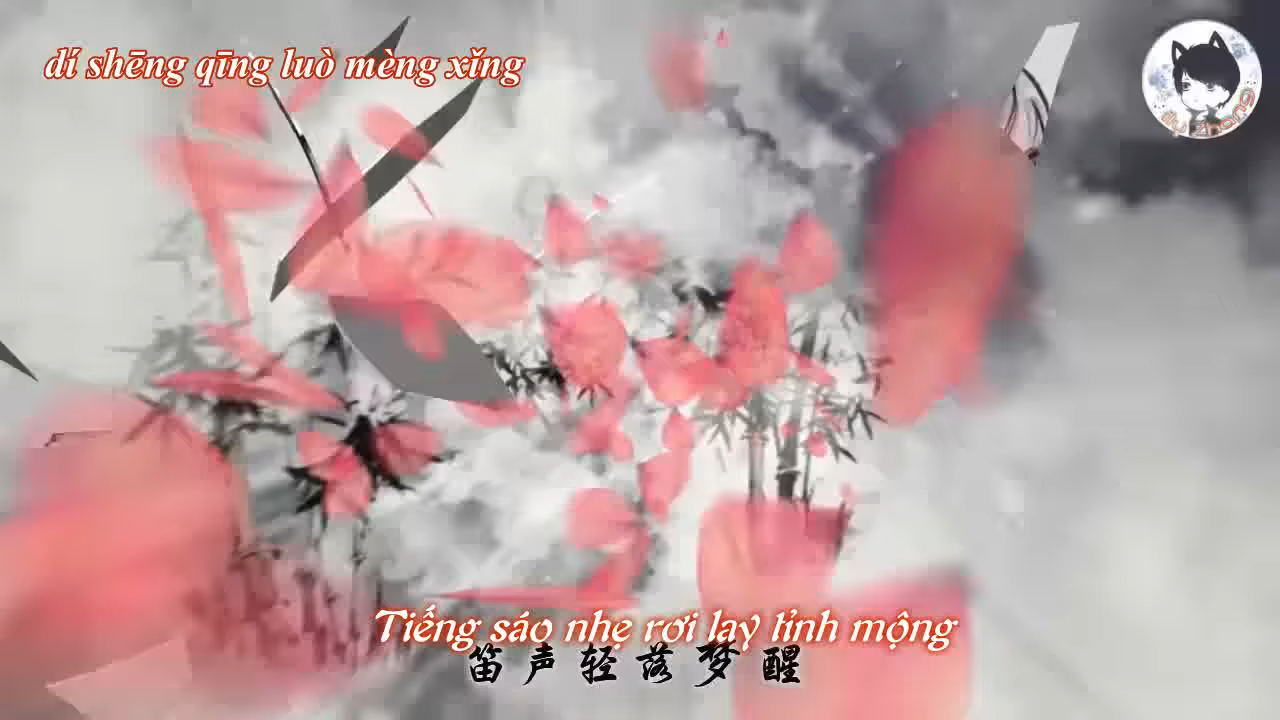 dí shēng qīng luò mèng xǐng
Tiếng sáo nhẹ rơi lay tỉnh mộng
笛声轻落梦醒